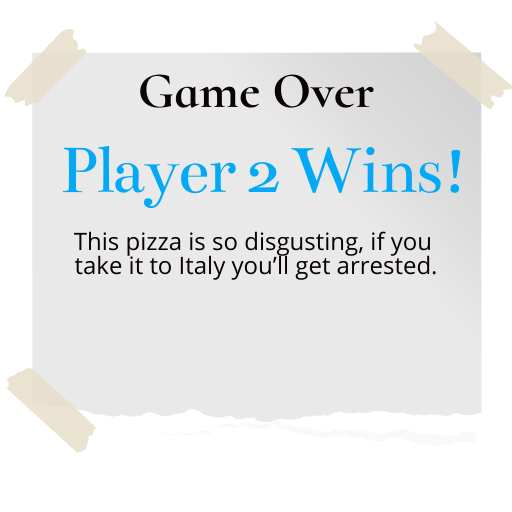 Game Over
Player 2 Wins!
This pizza is so disgusting, if you
take it to Italy you’ll get arrested.